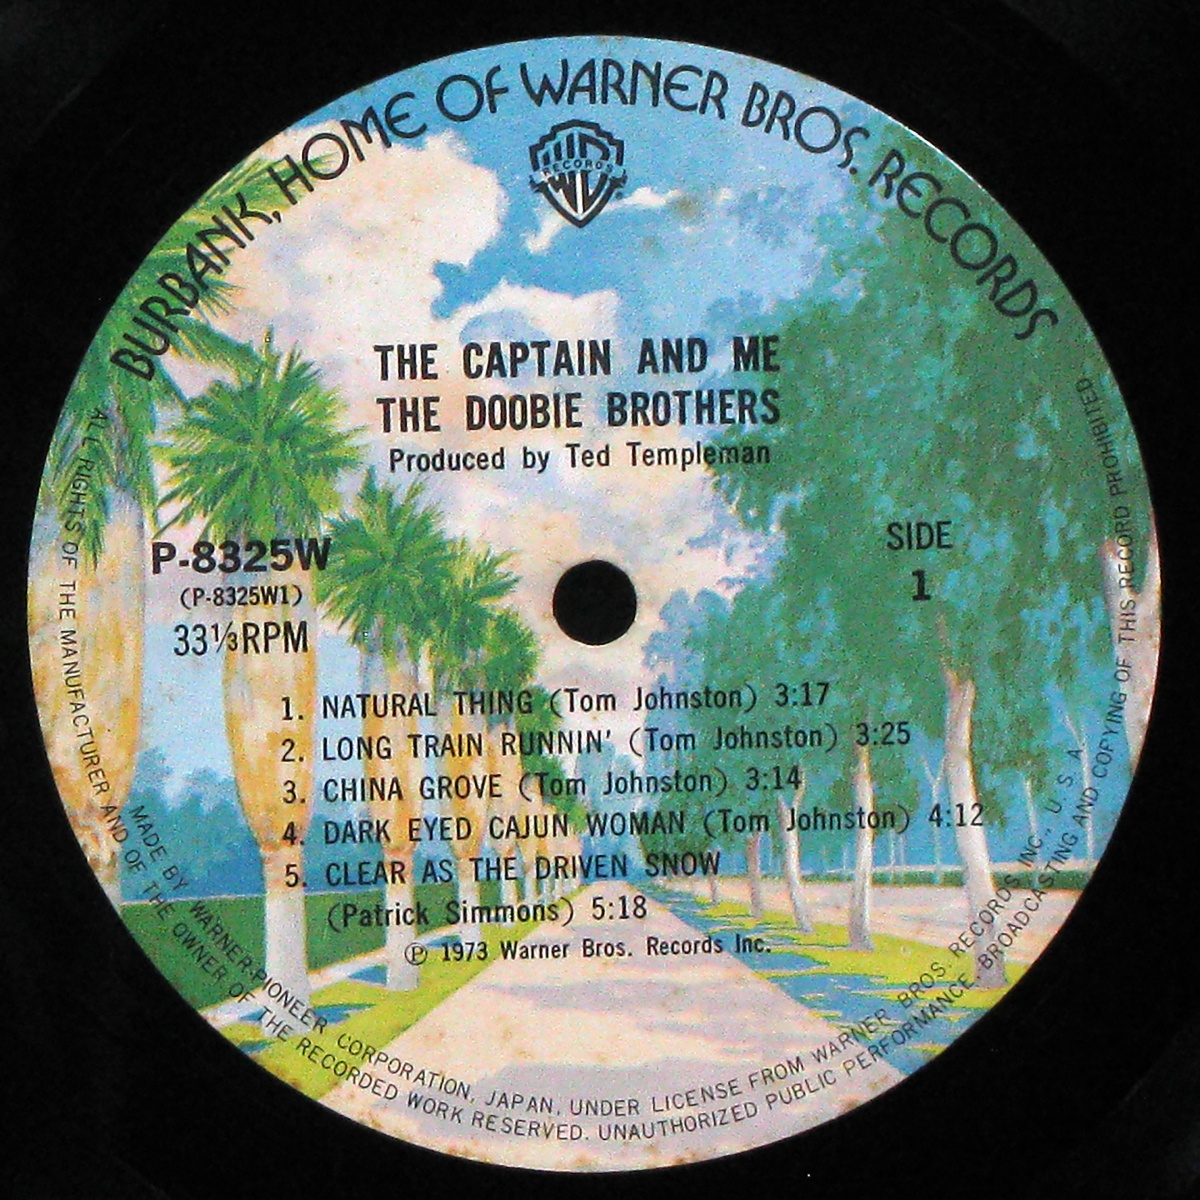 BURBANK, HOME OF WARNER BROS. RECORDS
RECORDS
THE CAPTAIN AND ME
THE DOOBIE BROTHERS
Produced by Ted Templeman
P-8325W
(P-8325W1)
33⅓RPM
SIDE
1
1. NATURAL THING (Tom Johnston) 3:17
2. LONG TRAIN RUNNIN' (Tom Johnston) 3:25
3. CHINA GROVE (Tom Johnston) 3:14
4. DARK EYED CAJUN WOMAN (Tom Johnston) 4:12
5. CLEAR AS THE DRIVEN SNOW
(Patrick Simmons) 5:18
℗ 1973 Warner Bros. Records Inc.
MADE BY WARNER-PIONEER CORPORATION, JAPAN, UNDER LICENSE FROM WARNER BROS. RECORDS INC., U. S. A.
ALL RIGHTS OF THE MANUFACTURER AND OF THE OWNER OF THE RECORDED WORK RESERVED. UNAUTHORIZED PUBLIC PERFORMANCE, BROADCASTING AND COPYING OF THIS RECORD PROHIBITED.